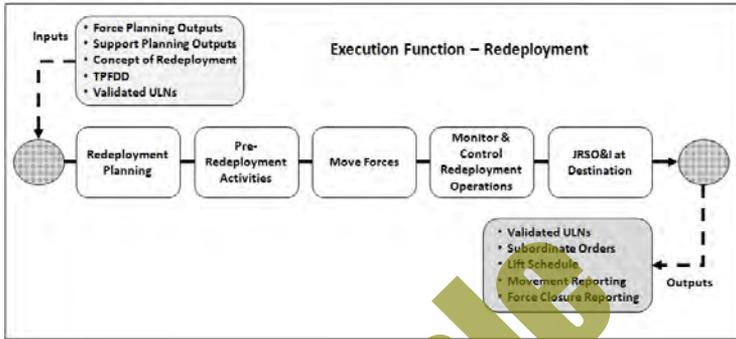 Inputs
• Force Planning Outputs
• Support Planning Outputs
• Concept of Redeployment
• TPFDD
• Validated ULNs
Execution Function – Redeployment
Redeployment
Planning
Pre-
Redeployment
Activities
Move Forces
Monitor &
Control
Redeployment
Operations
JRSO&I at
Destination
• Validated ULNs
• Subordinate Orders
• Lift Schedule
• Movement Reporting
• Force Closure Reporting
Outputs